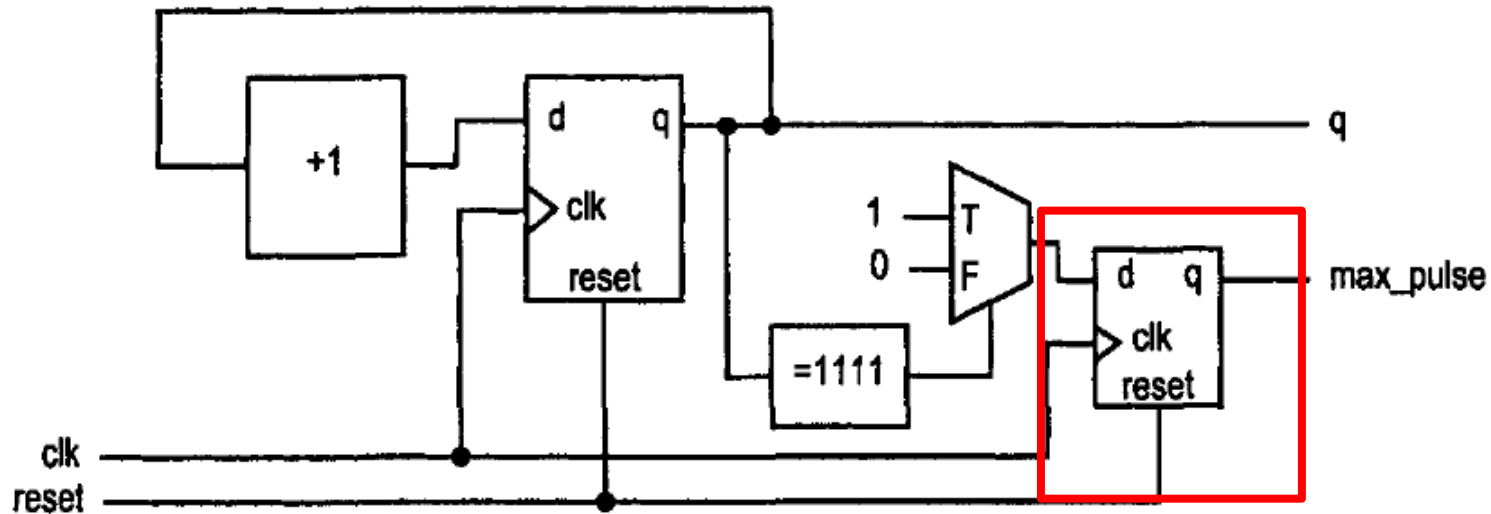 +1
d q
clk
reset
q
1 T
0 F
=1111
d q
clk
reset
max_pulse
clk
reset